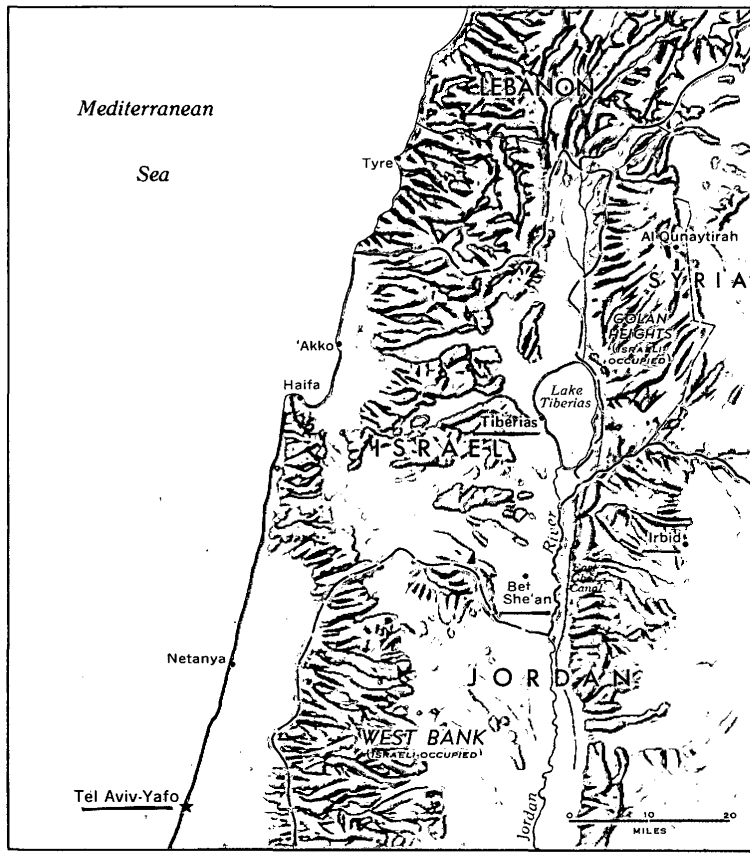 LEBANON
Mediterranean
Sea
Tyre
Al Qunaytirah
SYRIA
GOLAN
HEIGHTS
(ISRAELI
OCCUPIED)
'Akko
Haifa
Lake
Tiberias
Tiberias
ISRAEL
River
Irbid
Canal
Bet
She'an
Netanya
JORDAN
WEST BANK
(ISRAELI-OCCUPIED)
Tel Aviv-Yafo
Jordan
0 10 20
MILES